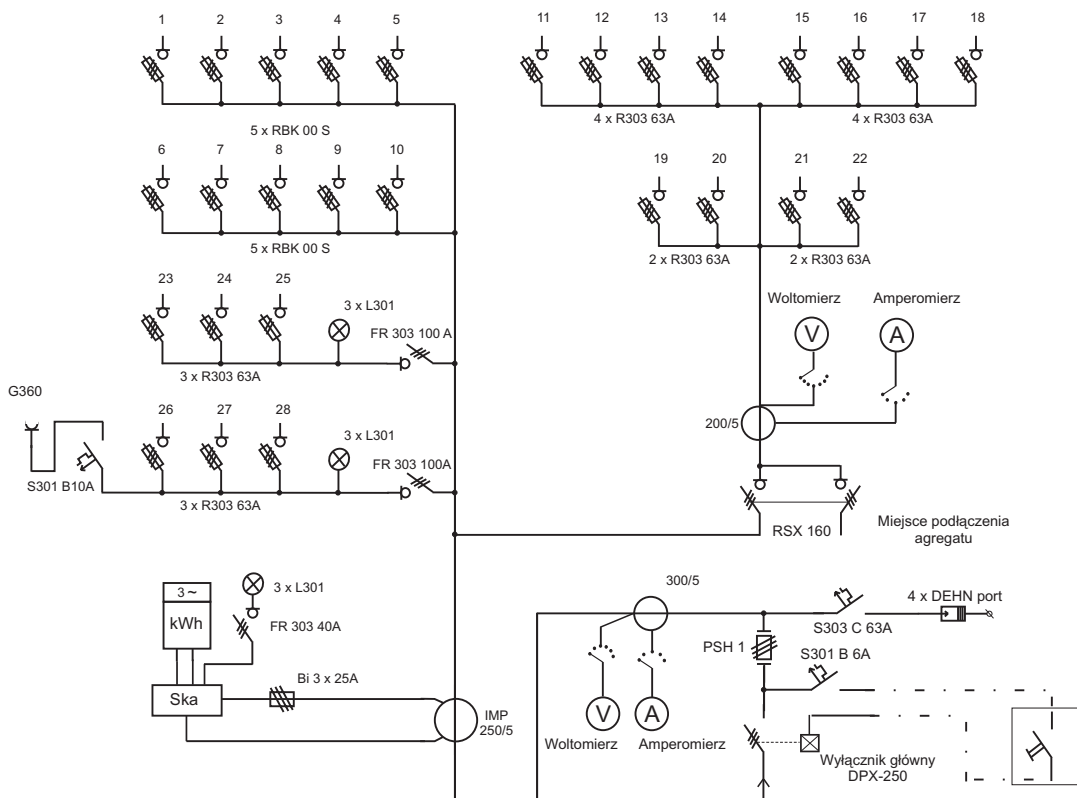 1 2 3 4 5
5 x RBK 00 S
6 7 8 9 10
5 x RBK 00 S
23 24 25
3 x L301
FR 303 100 A
3 x R303 63A
G360
26 27 28
3 x L301
FR 303 100A
S301 B10A
3 x R303 63A
11 12 13 14 15 16 17 18
4 x R303 63A
4 x R303 63A
19 20 21 22
2 x R303 63A
2 x R303 63A
Woltomierz
Amperomierz
V
A
200/5
RSX 160
Miejsce podłączenia
agregatu
3 ~
kWh
3 x L301
FR 303 40A
Ska
Bi 3 x 25A
IMP
250/5
300/5
PSH 1
S303 C 63A
4 x DEHN port
S301 B 6A
V
A
Woltomierz
Amperomierz
Wyłącznik główny
DPX-250